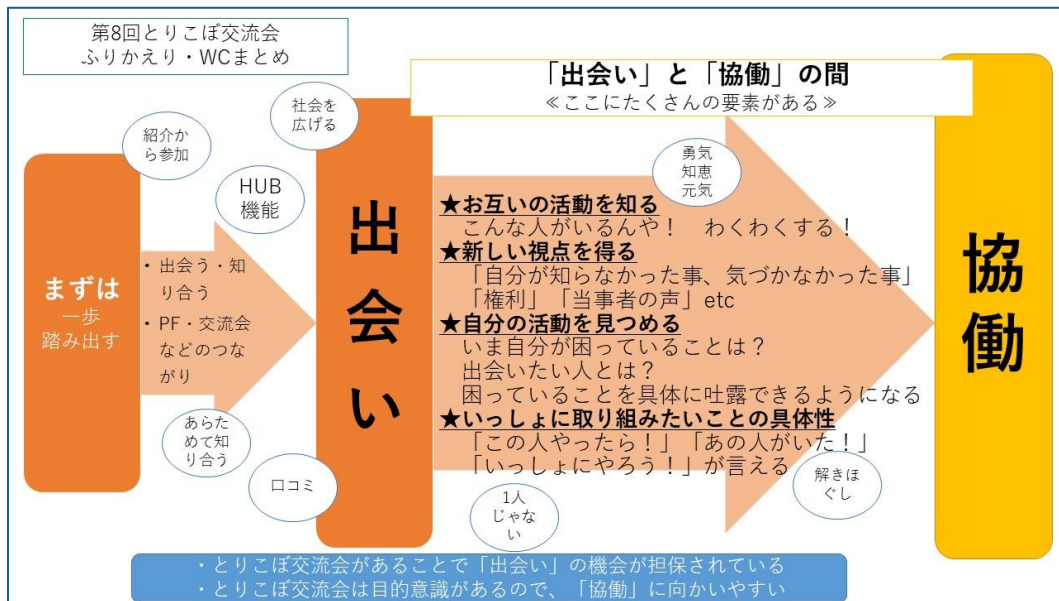 第8回とりこぼ交流会
ふりかえり・WCまとめ
「出会い」と「協働」の間
≪ここにたくさんの要素がある≫
まずは
一歩
踏み出す
紹介か
ら参加
HUB
機能
社会を
広げる
・出会う・知
り合う
・PF・交流会
などのつな
がり
あらた
めて知
り合う
口コミ
出会い
勇気
知恵
元気
★お互いの活動を知る
こんな人がいるんや！　わくわくする！
★新しい視点を得る
「自分が知らなかった事、気づかなかった事」
「権利」「当事者の声」etc
★自分の活動を見つめる
いま自分が困っていることは？
出会いたい人とは？
困っていることを具体に吐露できるようになる
★いっしょに取り組みたいことの具体性
「この人やったら！」「あの人がいた！」
「いっしょにやろう！」が言える
1人
じゃな
い
解きほ
ぐし
協働
・とりこぼ交流会があることで「出会い」の機会が担保されている
・とりこぼ交流会は目的意識があるので、「協働」に向かいやすい